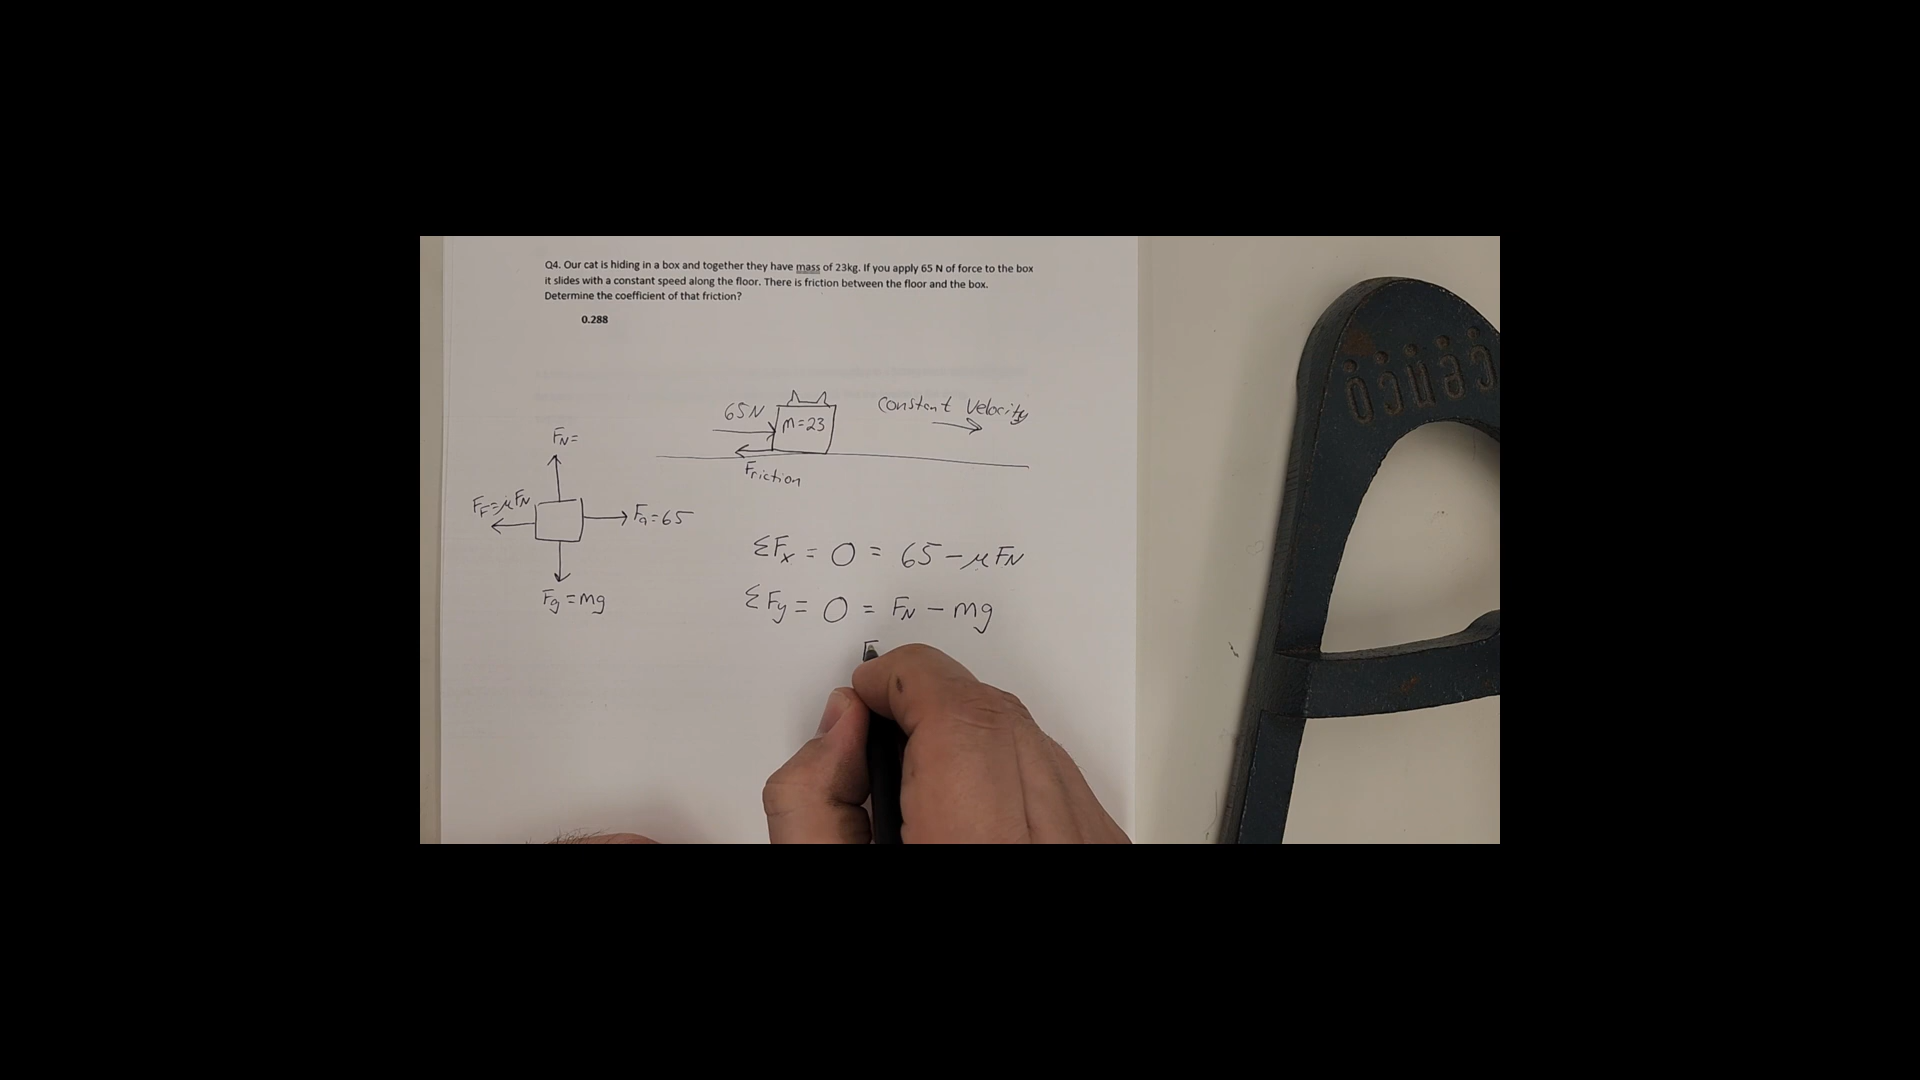 Q4. Our cat is hiding in a box and together they have mass of 23kg. If you apply 65 N of force to the box
it slides with a constant speed along the floor. There is friction between the floor and the box.
Determine the coefficient of that friction?
0.288
65N
m=23
Constant Velocity
Friction
FN=
FF=μFN
Fa=65
Fg=mg
ΣFx = 0 = 65-μFN
ΣFy = 0 = FN - mg
F